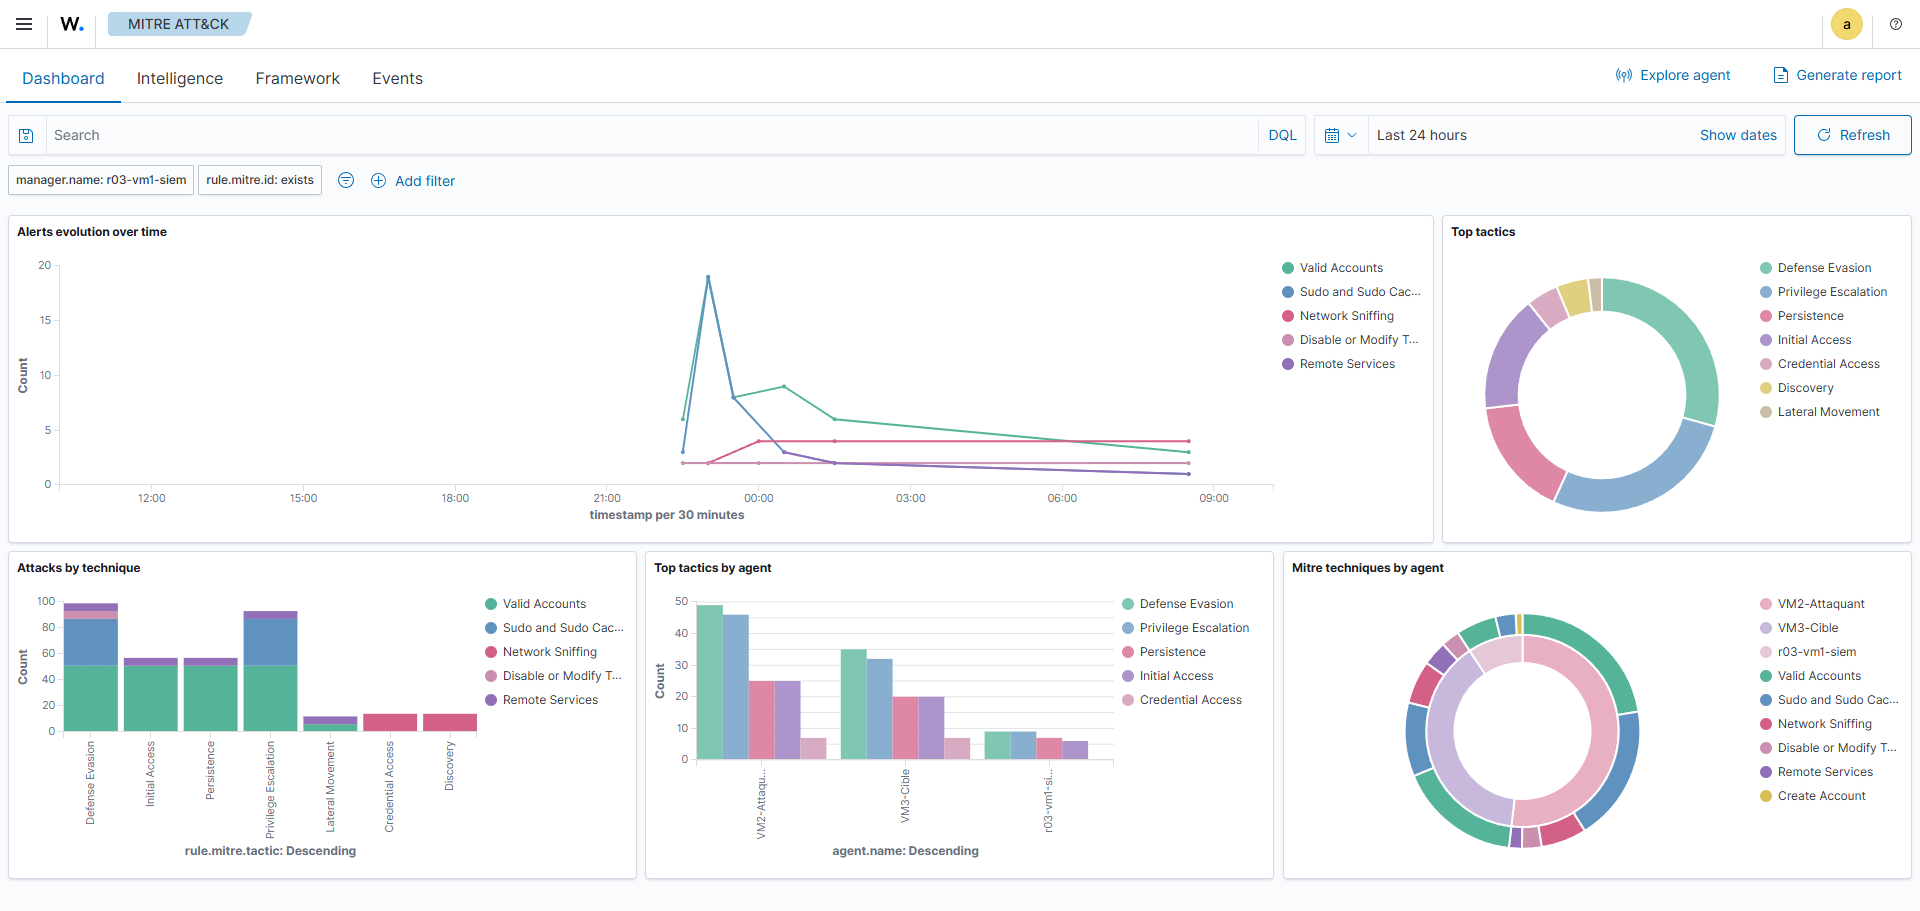 W.
MITRE ATT&CK
a
Dashboard
Intelligence
Framework
Events
Explore agent
Generate report
Search
DQL
Last 24 hours
Show dates
Refresh
manager.name: r03-vm1-siem
rule.mitre.id: exists
Add filter
Alerts evolution over time
20
15
10
5
0
Count
12:00
15:00
18:00
21:00
00:00
03:00
06:00
09:00
timestamp per 30 minutes
Valid Accounts
Sudo and Sudo Cac...
Network Sniffing
Disable or Modify T...
Remote Services
Top tactics
Defense Evasion
Privilege Escalation
Persistence
Initial Access
Credential Access
Discovery
Lateral Movement
Attacks by technique
100
80
60
40
20
0
Count
Defense Evasion
Initial Access
Persistence
Privilege Escalation
Lateral Movement
Credential Access
Discovery
rule.mitre.tactic: Descending
Valid Accounts
Sudo and Sudo Cac...
Network Sniffing
Disable or Modify T...
Remote Services
Top tactics by agent
50
40
30
20
10
0
Count
VM2-Attaqu...
VM3-Cible
r03-vm1-si...
agent.name: Descending
Defense Evasion
Privilege Escalation
Persistence
Initial Access
Credential Access
Mitre techniques by agent
VM2-Attaquant
VM3-Cible
r03-vm1-siem
Valid Accounts
Sudo and Sudo Cac...
Network Sniffing
Disable or Modify T...
Remote Services
Create Account